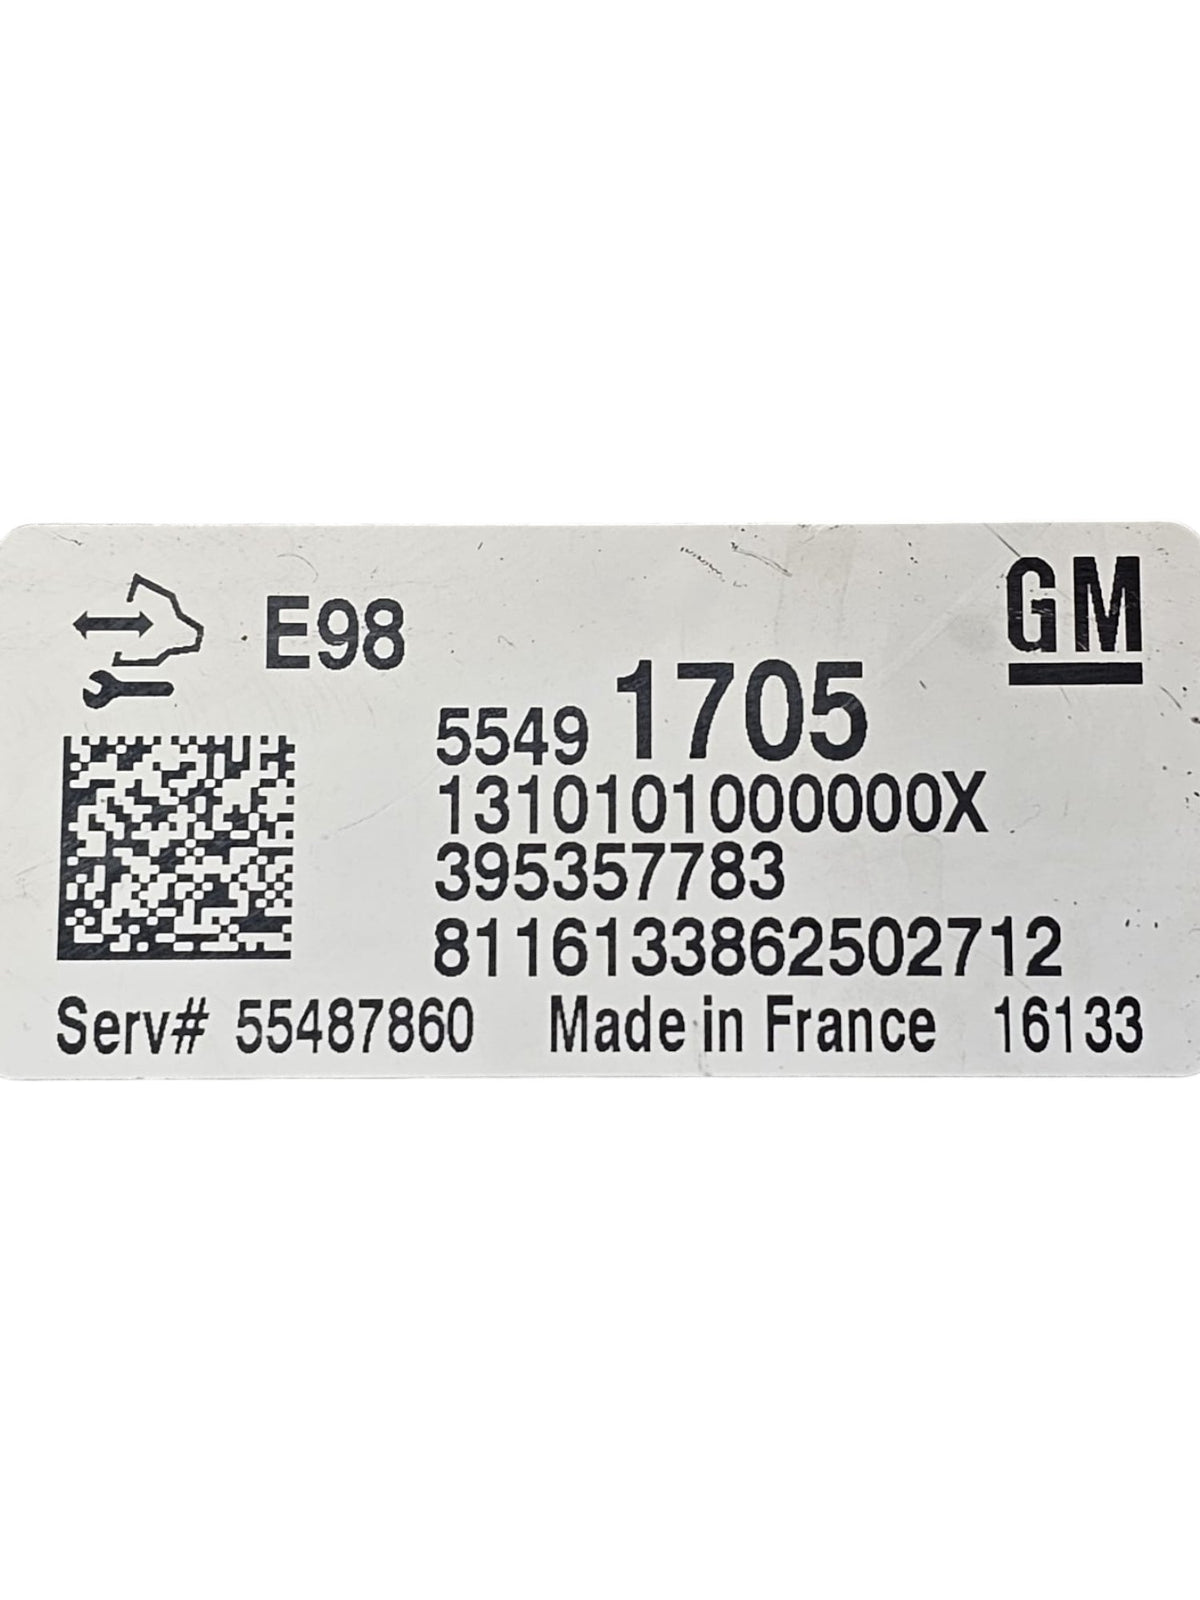 E98
GM
5549 1705
1310101000000X
395357783
8116133862502712
Serv# 55487860 Made in France 16133